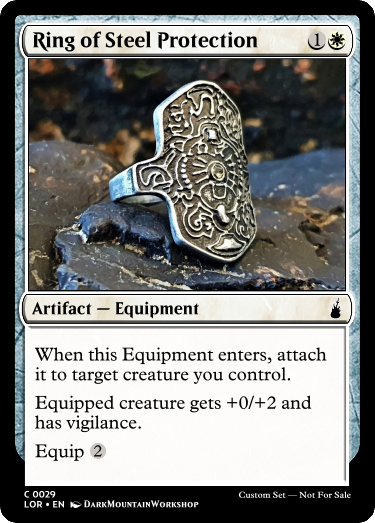 Ring of Steel Protection 1
Artifact — Equipment
When this Equipment enters, attach
it to target creature you control.
Equipped creature gets +0/+2 and
has vigilance.
Equip 2
C 0029
LOR • EN DarkMountainWorkshop
Custom Set — Not For Sale